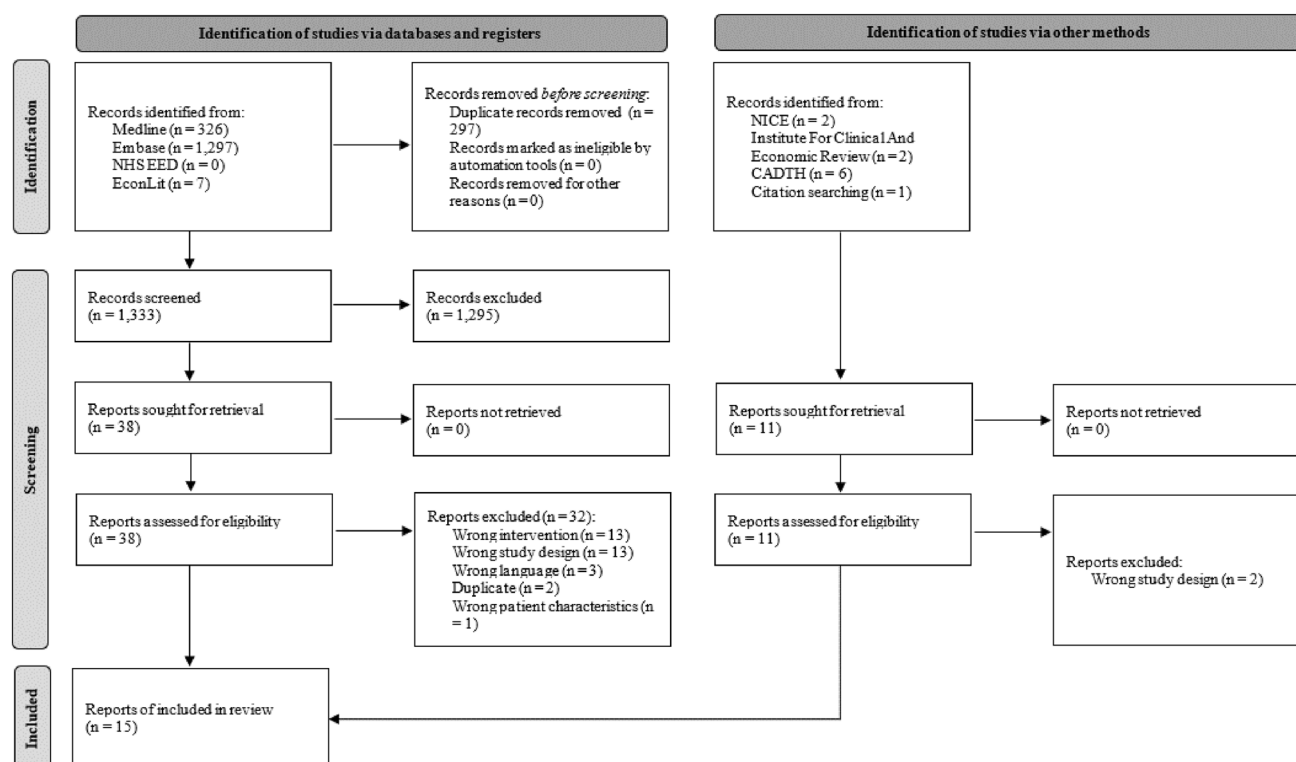 Identification of studies via databases and registers
Identification of studies via other methods
Identification
Records identified from:
Medline (n = 326)
Embase (n = 1,297)
NHSEED (n = 0)
EconLit (n = 7)
Records removed before screening:
Duplicate records removed (n =
297)
Records marked as ineligible by
automation tools (n = 0)
Records removed for other
reasons (n = 0)
Records identified from:
NICE (n = 2)
Institute For Clinical And
Economic Review (n = 2)
CADTH (n = 6)
Citation searching (n = 1)
Screening
Records screened
(n = 1,333)
Records excluded
(n = 1,295)
Reports sought for retrieval
(n = 38)
Reports not retrieved
(n = 0)
Reports sought for retrieval
(n = 11)
Reports not retrieved
(n = 0)
Reports assessed for eligibility
(n = 38)
Reports excluded (n = 32):
Wrong intervention (n = 13)
Wrong study design (n = 13)
Wrong language (n = 3)
Duplicate (n = 2)
Wrong patient characteristics (n
= 1)
Reports assessed for eligibility
(n = 11)
Reports excluded:
Wrong study design (n = 2)
Included
Reports of included in review
(n = 15)